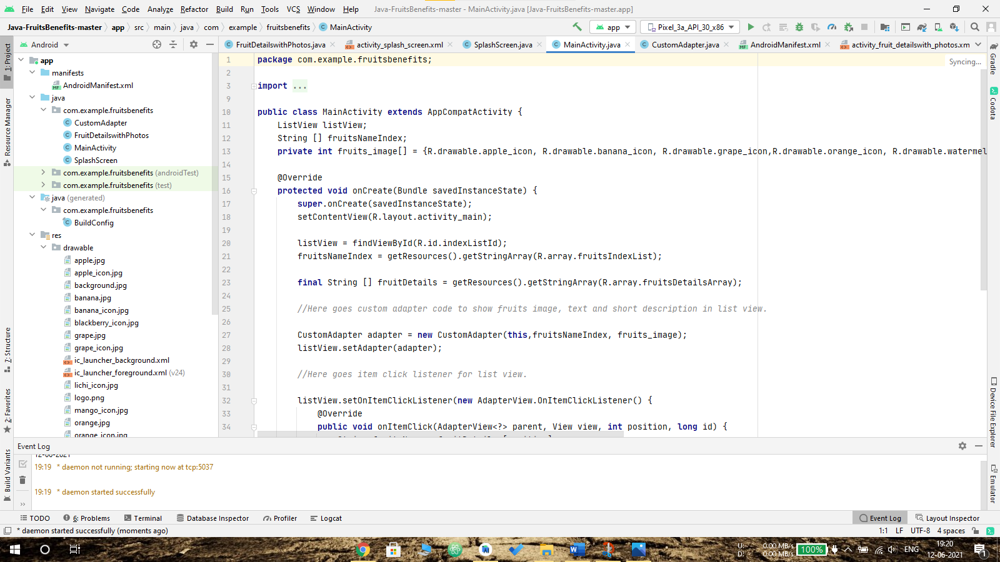 File Edit View Navigate Code Analyze Refactor Build Run Tools VCS Window Help Java-FruitsBenefits-master - MainActivity.java [Java-FruitsBenefits-master.app]
Java-FruitsBenefits-master app src main java com example fruitsbenefits MainActivity app Pixel_3a_API_30_x86
Android FruitDetailswithPhotos.java activity_splash_screen.xml SplashScreen.java MainActivity.java CustomAdapter.java AndroidManifest.xml activity_fruit_detailswith_photos.xm
1: Project
Resource Manager
7: Structure
2: Favorites
Build Variants
app
manifests
AndroidManifest.xml
java
com.example.fruitsbenefits
CustomAdapter
FruitDetailswithPhotos
MainActivity
SplashScreen
com.example.fruitsbenefits (androidTest)
com.example.fruitsbenefits (test)
java (generated)
com.example.fruitsbenefits
BuildConfig
res
drawable
apple.jpg
apple_icon.jpg
background.jpg
banana.jpg
banana_icon.jpg
blackberry_icon.jpg
grape.jpg
grape_icon.jpg
ic_launcher_background.xml
ic_launcher_foreground.xml (v24)
lichi_icon.jpg
logo.png
mango_icon.jpg
orange.jpg
orange_icon.jpg
1 package com.example.fruitsbenefits;
Syncing...
2
3 import ...
9
10 public class MainActivity extends AppCompatActivity {
11 ListView listView;
12 String [] fruitsNameIndex;
13 private int fruits_image[] = {R.drawable.apple_icon, R.drawable.banana_icon, R.drawable.grape_icon,R.drawable.orange_icon, R.drawable.watermel
14
15 @Override
16 protected void onCreate(Bundle savedInstanceState) {
17 super.onCreate(savedInstanceState);
18 setContentView(R.layout.activity_main);
19
20 listView = findViewById(R.id.indexListId);
21 fruitsNameIndex = getResources().getStringArray(R.array.fruitsIndexList);
22
23 final String [] fruitDetails = getResources().getStringArray(R.array.fruitsDetailsArray);
24
25 //Here goes custom adapter code to show fruits image, text and short description in list view.
26
27 CustomAdapter adapter = new CustomAdapter(this,fruitsNameIndex, fruits_image);
28 listView.setAdapter(adapter);
29
30 //Here goes item click listener for list view.
31
32 listView.setOnItemClickListener(new AdapterView.OnItemClickListener() {
33 @Override
34 public void onItemClick(AdapterView<?> parent, View view, int position, long id) {
Gradle
Codota
Device File Explorer
Emulator
Event Log
12-06-2021
19:19 * daemon not running; starting now at tcp:5037
19:19 * daemon started successfully
TODO 6: Problems Terminal Database Inspector Profiler Logcat Event Log Layout Inspector
* daemon started successfully (moments ago) 1:1 LF UTF-8 4 spaces
U: 0.00 MB/s
D: 0.00 MB/s
100%
ENG
19:20
12-06-2021
1